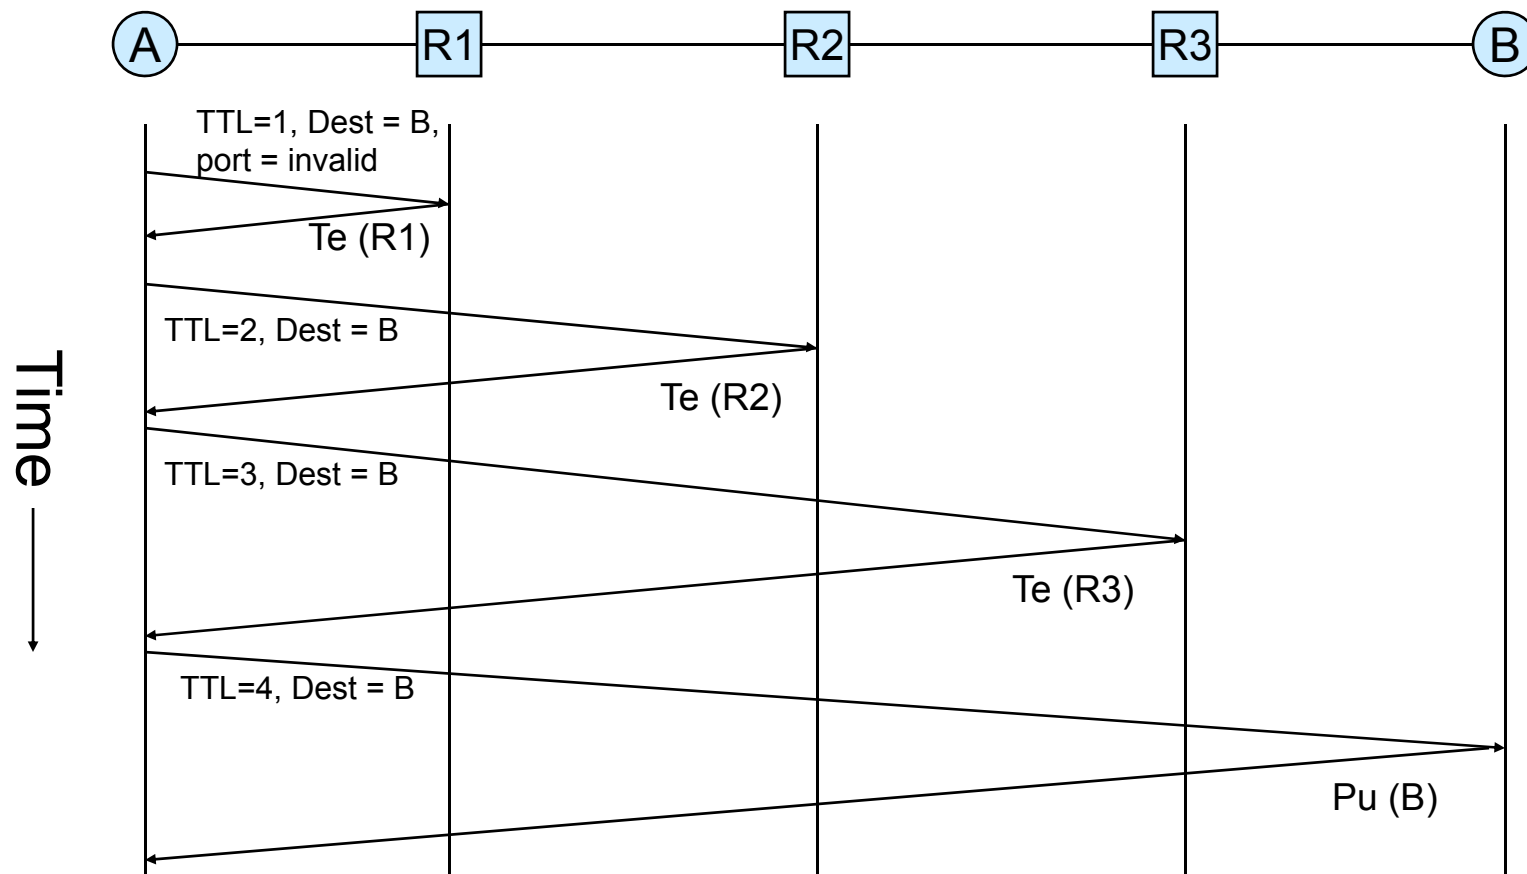 A
R1
R2
R3
B
TTL=1, Dest = B,
port = invalid
Te (R1)
TTL=2, Dest = B
Te (R2)
Time
TTL=3, Dest = B
Te (R3)
TTL=4, Dest = B
Pu (B)